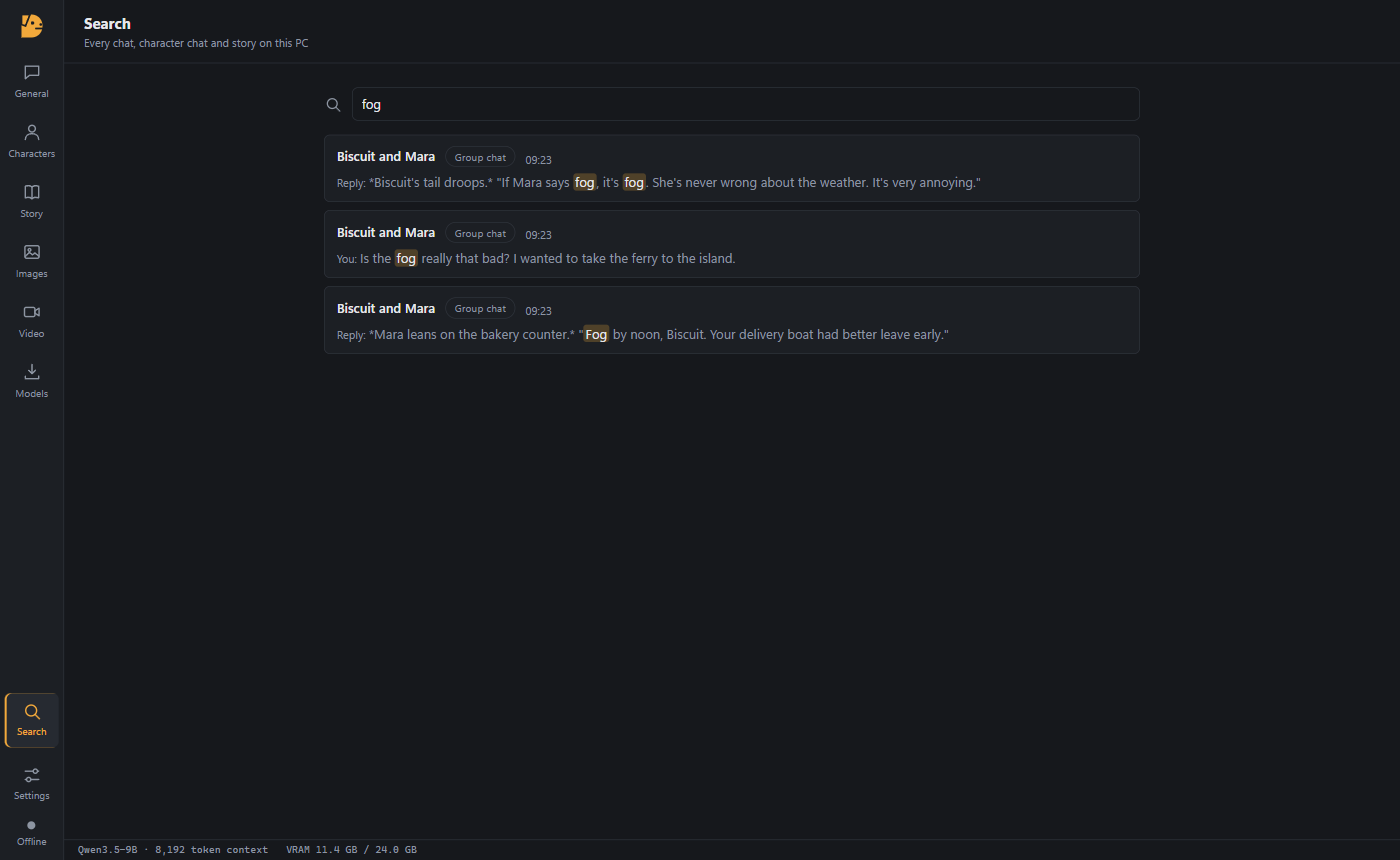 Search
Every chat, character chat and story on this PC
General
Characters
Story
Images
Video
Models
Search
Settings
Offline
fog
Biscuit and Mara Group chat 09:23
Reply: *Biscuit's tail droops.* "If Mara says fog, it's fog. She's never wrong about the weather. It's very annoying."
Biscuit and Mara Group chat 09:23
You: Is the fog really that bad? I wanted to take the ferry to the island.
Biscuit and Mara Group chat 09:23
Reply: *Mara leans on the bakery counter.* "Fog by noon, Biscuit. Your delivery boat had better leave early."
Qwen3.5-9B · 8,192 token context VRAM 11.4 GB / 24.0 GB